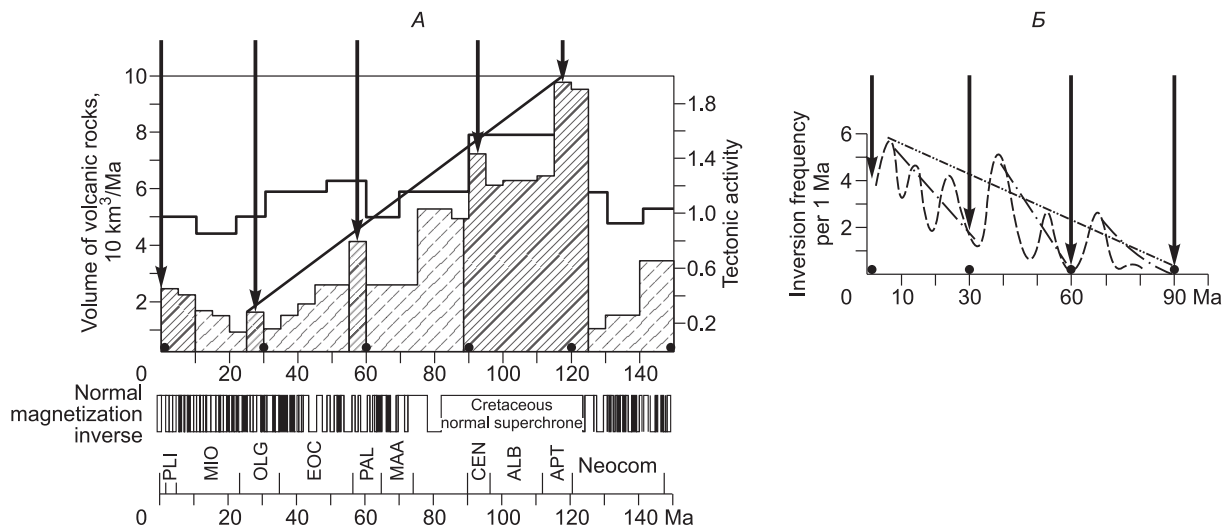 А
Б
Volume of volcanic rocks,
10 km³/Ma
10
8
6
4
2
1.8
1.4
1.0
0.6
0.2
Tectonic activity
0 20 40 60 80 100 120 140
Normal
magnetization
inverse
Cretaceous
normal superchrone
PLI MIO OLG EOC PAL MAA CEN ALB APT Neocom
0 20 40 60 80 100 120 140 Ma
Inversion frequency
per 1 Ma
6
4
2
0 10 30 60 90 Ma